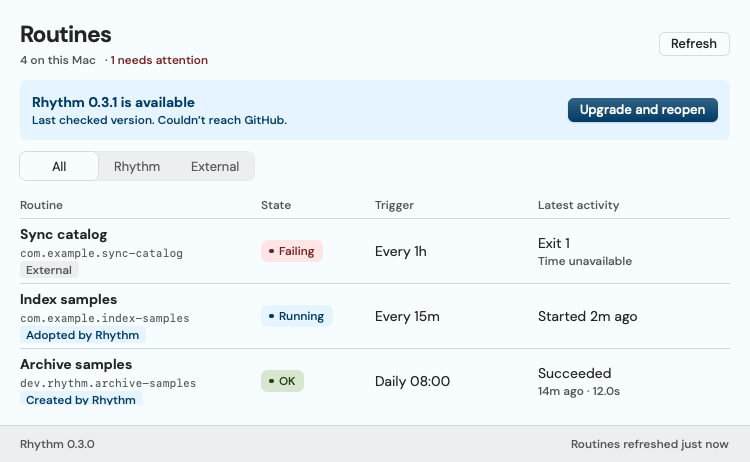 Routines
4 on this Mac · 1 needs attention
Refresh
Rhythm 0.3.1 is available
Last checked version. Couldn’t reach GitHub.
Upgrade and reopen
All Rhythm External
Routine State Trigger Latest activity
Sync catalog
com.example.sync-catalog
External
Failing
Every 1h
Exit 1
Time unavailable
Index samples
com.example.index-samples
Adopted by Rhythm
Running
Every 15m
Started 2m ago
Archive samples
dev.rhythm.archive-samples
Created by Rhythm
OK
Daily 08:00
Succeeded
14m ago · 12.0s
Rhythm 0.3.0
Routines refreshed just now